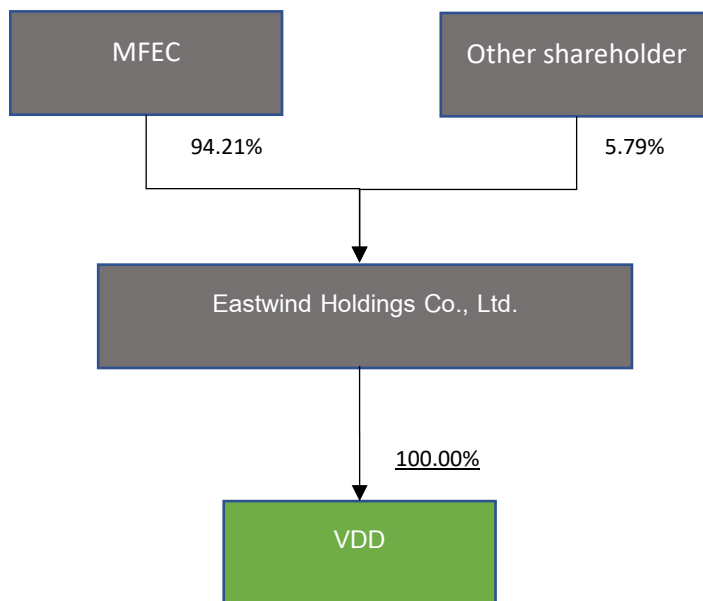 MFEC
Other shareholder
94.21%
5.79%
Eastwind Holdings Co., Ltd.
100.00%
VDD